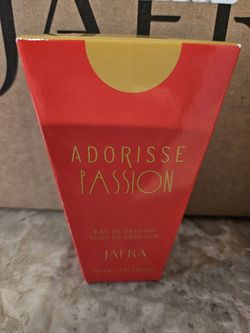 ADORISSE
PASSION
EAU DE PARFUM
AGUA DE PERFUME
JAFRA